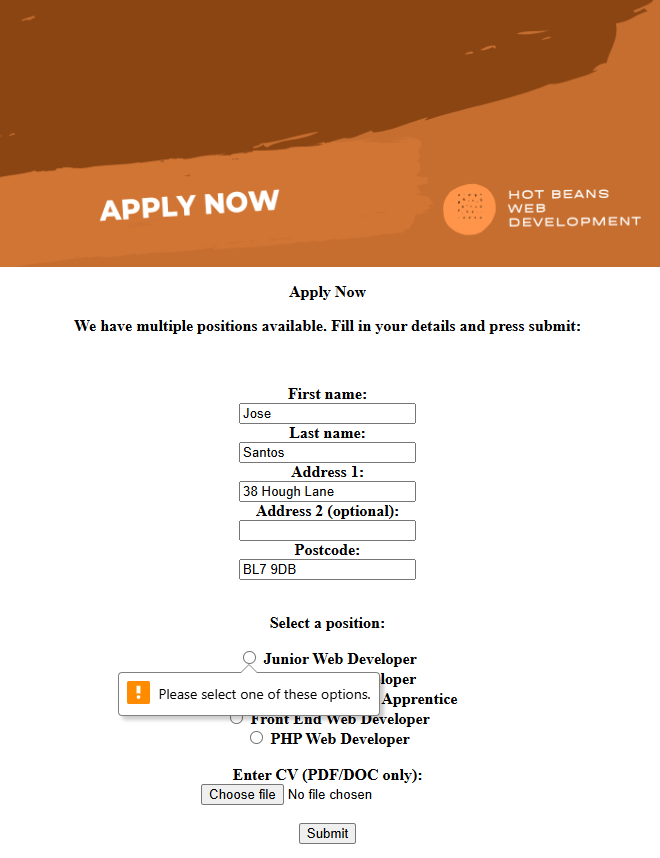 APPLY NOW
HOT BEANS
WEB
DEVELOPMENT
Apply Now
We have multiple positions available. Fill in your details and press submit:
First name:
Jose
Last name:
Santos
Address 1:
38 Hough Lane
Address 2 (optional):
Postcode:
BL7 9DB
Select a position:
Junior Web Developer
loper
Please select one of these options.
Apprentice
Front End Web Developer
PHP Web Developer
Enter CV (PDF/DOC only):
Choose file No file chosen
Submit